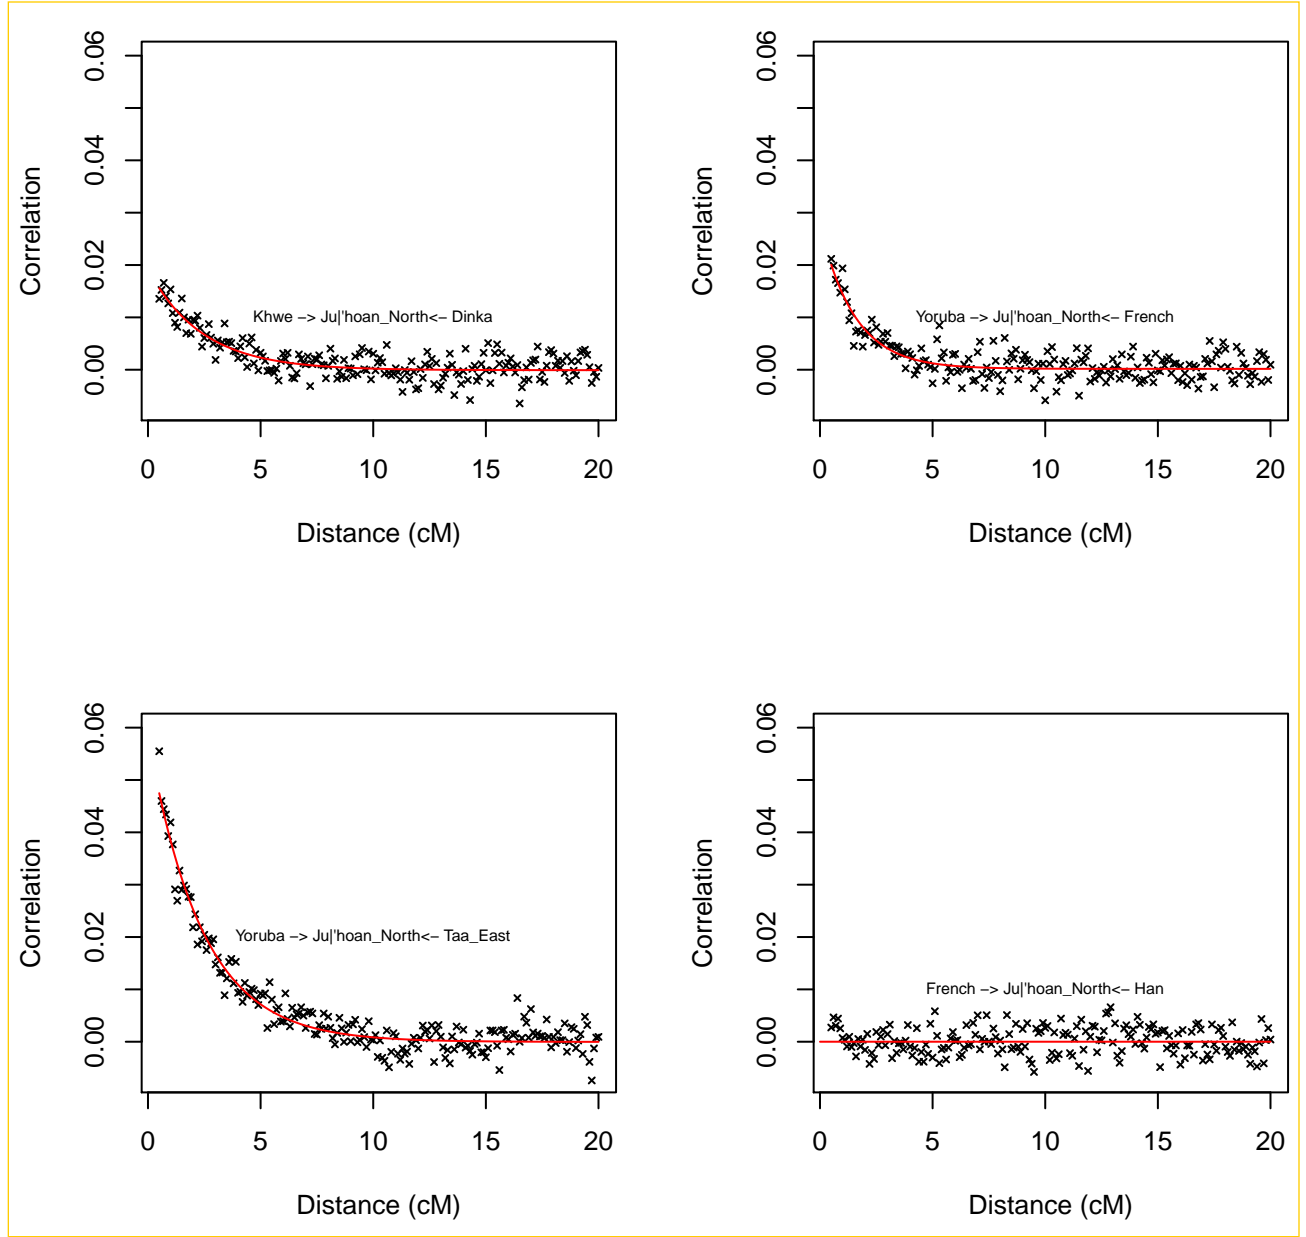 0.06
0.04
0.02
0.00
Correlation
Khwe −> Ju|'hoan_North<− Dinka
0 5 10 15 20
Distance (cM)
0.06
0.04
0.02
0.00
Correlation
Yoruba −> Ju|'hoan_North<− French
0 5 10 15 20
Distance (cM)
0.06
0.04
0.02
0.00
Correlation
Yoruba −> Ju|'hoan_North<− Taa_East
0 5 10 15 20
Distance (cM)
0.06
0.04
0.02
0.00
Correlation
French −> Ju|'hoan_North<− Han
0 5 10 15 20
Distance (cM)